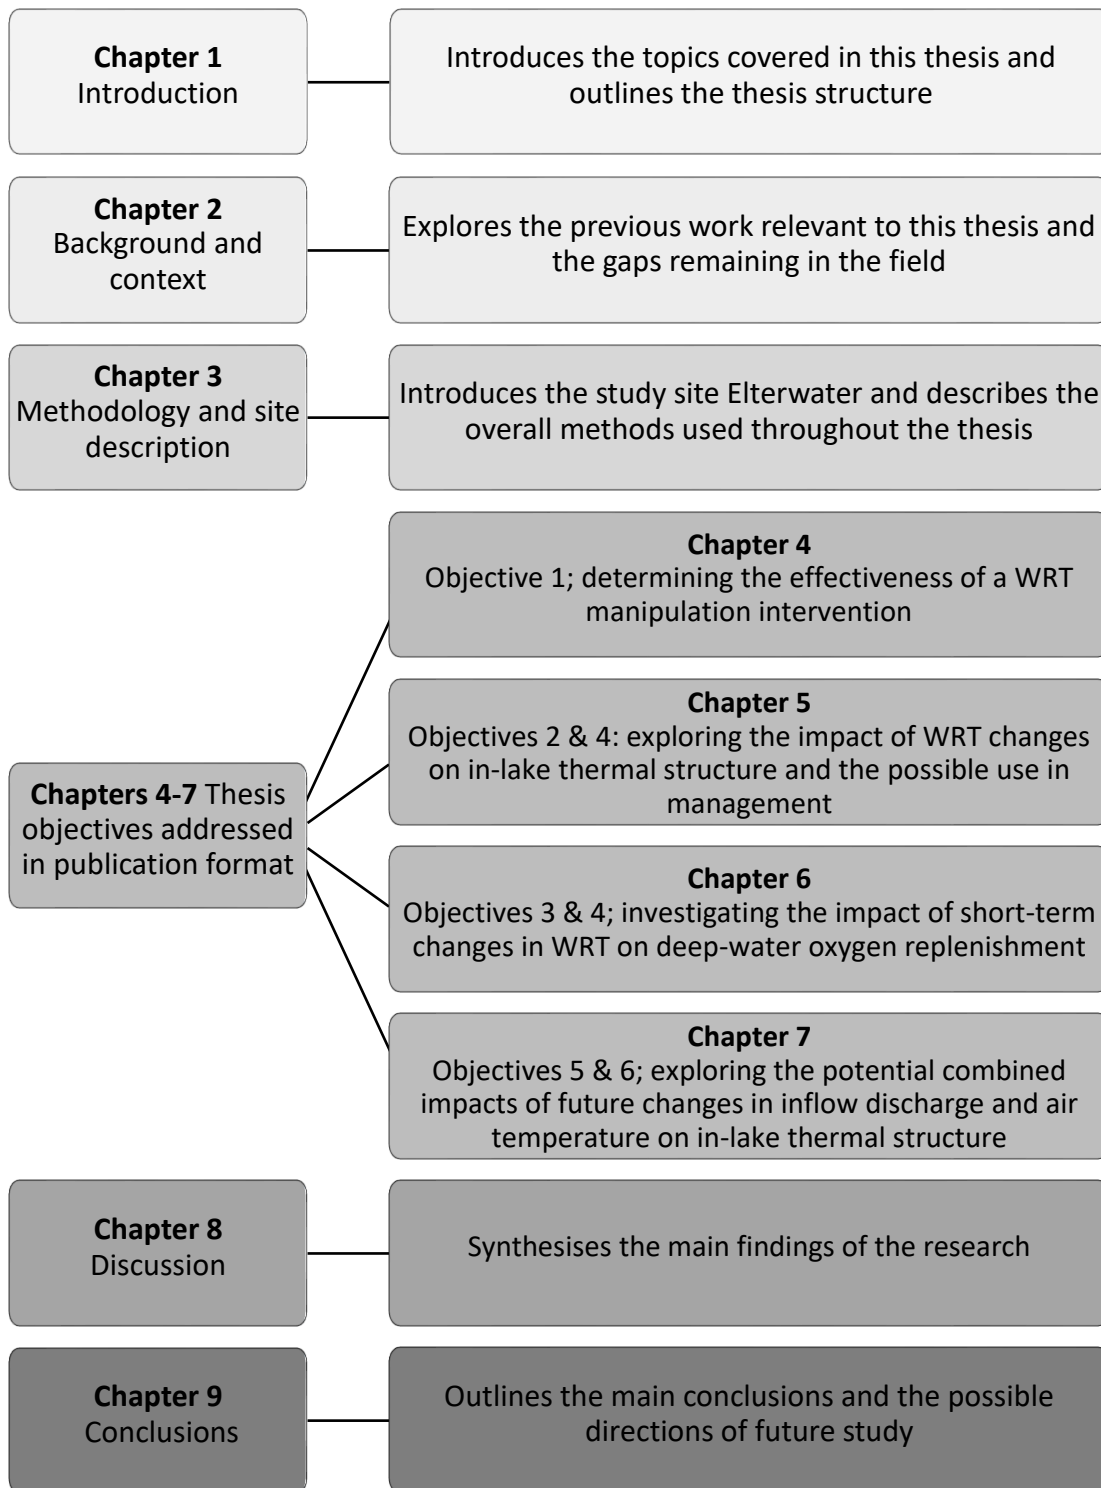 Chapter 1
Introduction
Introduces the topics covered in this thesis and
outlines the thesis structure
Chapter 2
Background and
context
Explores the previous work relevant to this thesis and
the gaps remaining in the field
Chapter 3
Methodology and site
description
Introduces the study site Elterwater and describes the
overall methods used throughout the thesis
Chapters 4-7 Thesis
objectives addressed
in publication format
Chapter 4
Objective 1; determining the effectiveness of a WRT
manipulation intervention
Chapter 5
Objectives 2 & 4: exploring the impact of WRT changes
on in-lake thermal structure and the possible use in
management
Chapter 6
Objectives 3 & 4; investigating the impact of short-term
changes in WRT on deep-water oxygen replenishment
Chapter 7
Objectives 5 & 6; exploring the potential combined
impacts of future changes in inflow discharge and air
temperature on in-lake thermal structure
Chapter 8
Discussion
Synthesises the main findings of the research
Chapter 9
Conclusions
Outlines the main conclusions and the possible
directions of future study